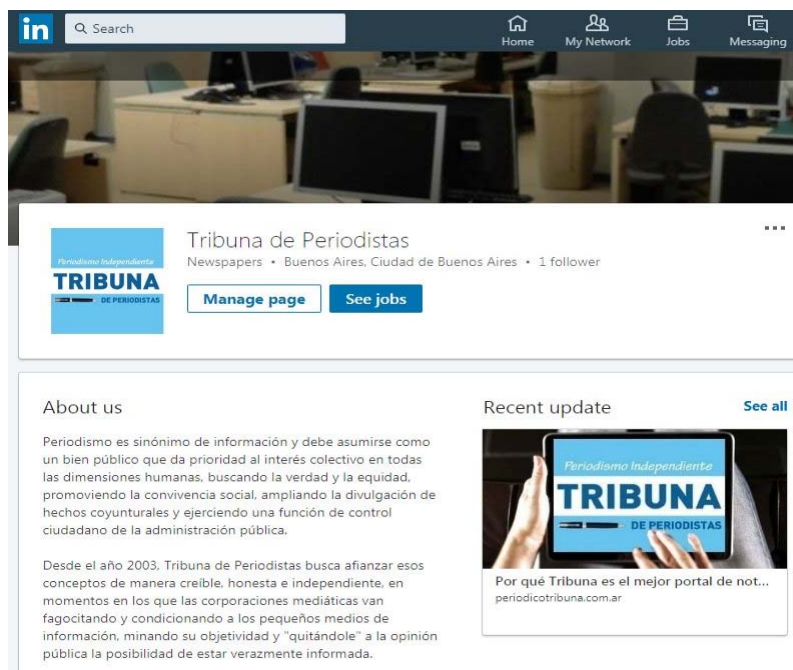 in
Search
Home
My Network
Jobs
Messaging
Tribuna de Periodistas
Newspapers • Buenos Aires, Ciudad de Buenos Aires • 1 follower
Periodismo Independiente
TRIBUNA
DE PERIODISTAS
Manage page
See jobs
About us
Periodismo es sinónimo de información y debe asumirse como
un bien público que da prioridad al interés colectivo en todas
las dimensiones humanas, buscando la verdad y la equidad,
promoviendo la convivencia social, ampliando la divulgación de
hechos coyunturales y ejerciendo una función de control
ciudadano de la administración pública.
Desde el año 2003, Tribuna de Periodistas busca afianzar esos
conceptos de manera creíble, honesta e independiente, en
momentos en los que las corporaciones mediáticas van
fagocitando y condicionando a los pequeños medios de
información, minando su objetividad y "quitándole" a la opinión
pública la posibilidad de estar verazmente informada.
Recent update
See all
Periodismo Independiente
TRIBUNA
DE PERIODISTAS
Por qué Tribuna es el mejor portal de not...
periodicotribuna.com.ar